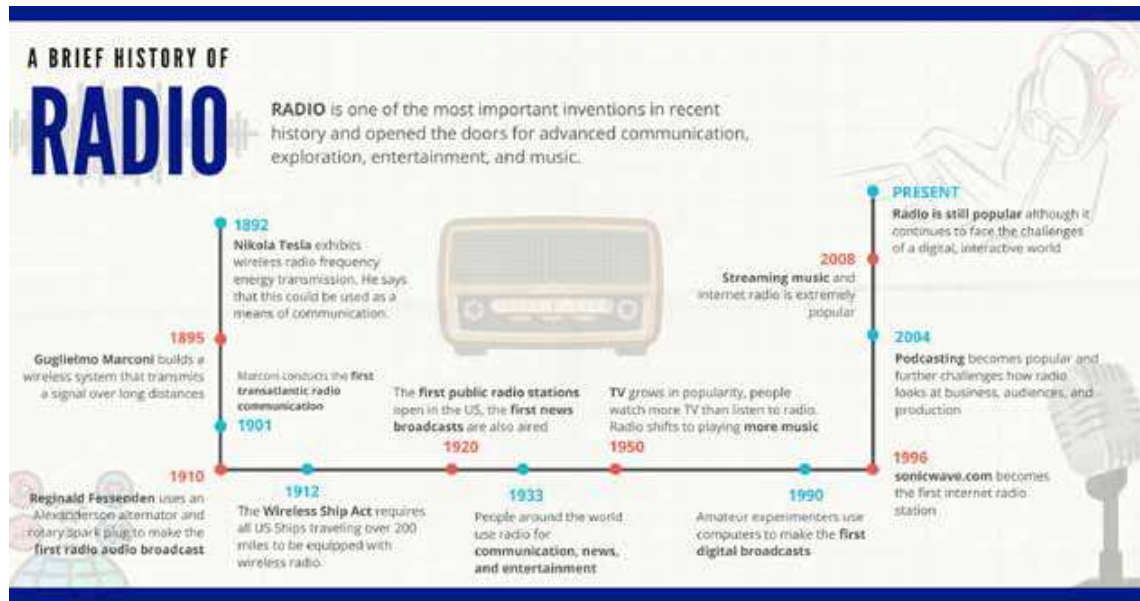 A BRIEF HISTORY OF
RADIO
RADIO is one of the most important inventions in recent
history and opened the doors for advanced communication,
exploration, entertainment, and music.
1892
Nikola Tesla exhibits
wireless radio frequency
energy transmission. He says
that this could be used as a
means of communication.
1895
Guglielmo Marconi builds a
wireless system that transmits
a signal over long distances
Marconi conducts the first
transatlantic radio
communication
1901
1910
Reginald Fessenden uses an
Alexanderson alternator and
rotary spark plug to make the
first radio audio broadcast
1912
The Wireless Ship Act requires
all US Ships traveling over 200
miles to be equipped with
wireless radio.
The first public radio stations
open in the US, the first news
broadcasts are also aired
1920
1933
People around the world
use radio for
communication, news,
and entertainment
TV grows in popularity, people
watch more TV than listen to radio.
Radio shifts to playing more music
1950
1990
Amateur experimenters use
computers to make the first
digital broadcasts
1996
sonicwave.com becomes
the first internet radio
station
2004
Podcasting becomes popular and
further challenges how radio
looks at business, audiences, and
production
2008
Streaming music and
internet radio is extremely
popular
PRESENT
Radio is still popular although it
continues to face the challenges
of a digital, interactive world